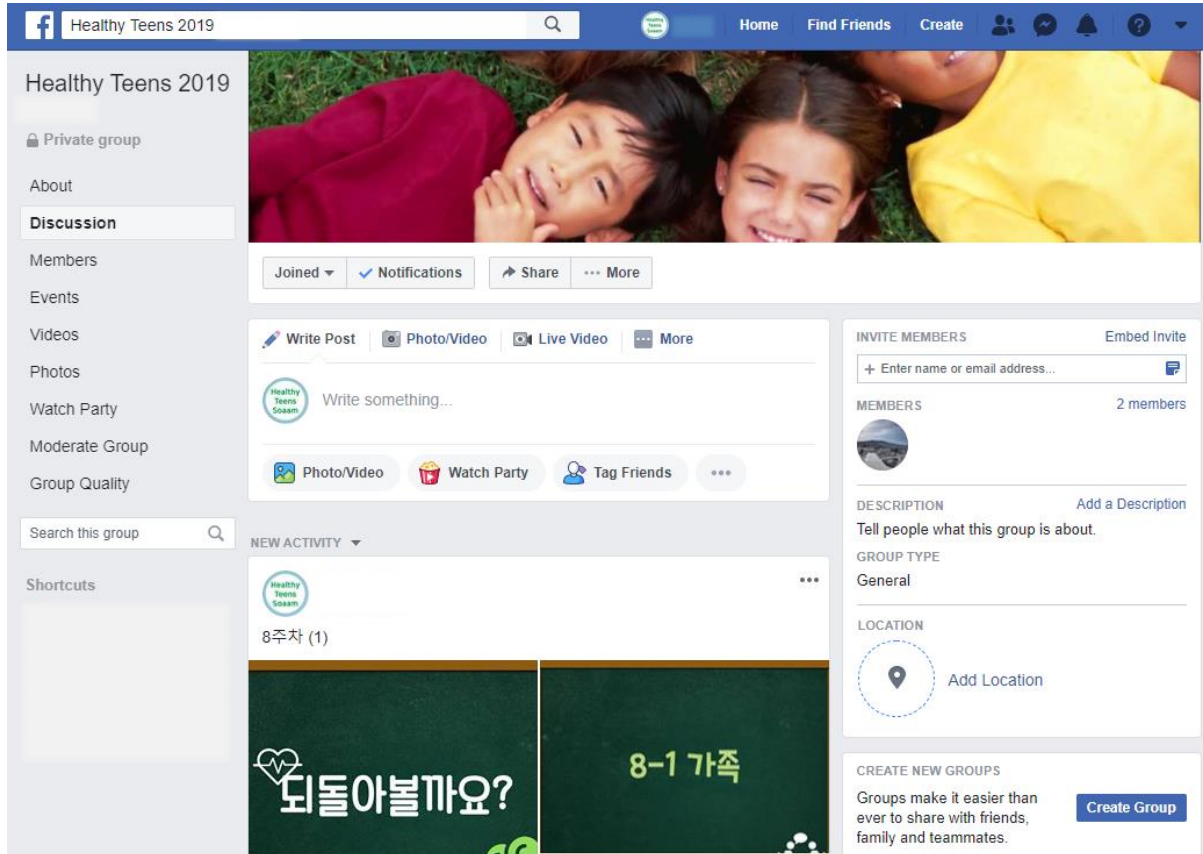 Healthy Teens 2019
Home Find Friends Create
Healthy Teens 2019
Private group
About
Discussion
Members
Events
Videos
Photos
Watch Party
Moderate Group
Group Quality
Search this group
Shortcuts
Joined Notifications Share More
Write Post Photo/Video Live Video More
Healthy
Teens
Soaam
Write something...
Photo/Video Watch Party Tag Friends
NEW ACTIVITY
Healthy
Teens
Soaam
8주차 (1)
되돌아볼까요?
8-1 가족
INVITE MEMBERS Embed Invite
+ Enter name or email address...
MEMBERS 2 members
DESCRIPTION Add a Description
Tell people what this group is about.
GROUP TYPE
General
LOCATION
Add Location
CREATE NEW GROUPS
Groups make it easier than
ever to share with friends,
family and teammates.
Create Group